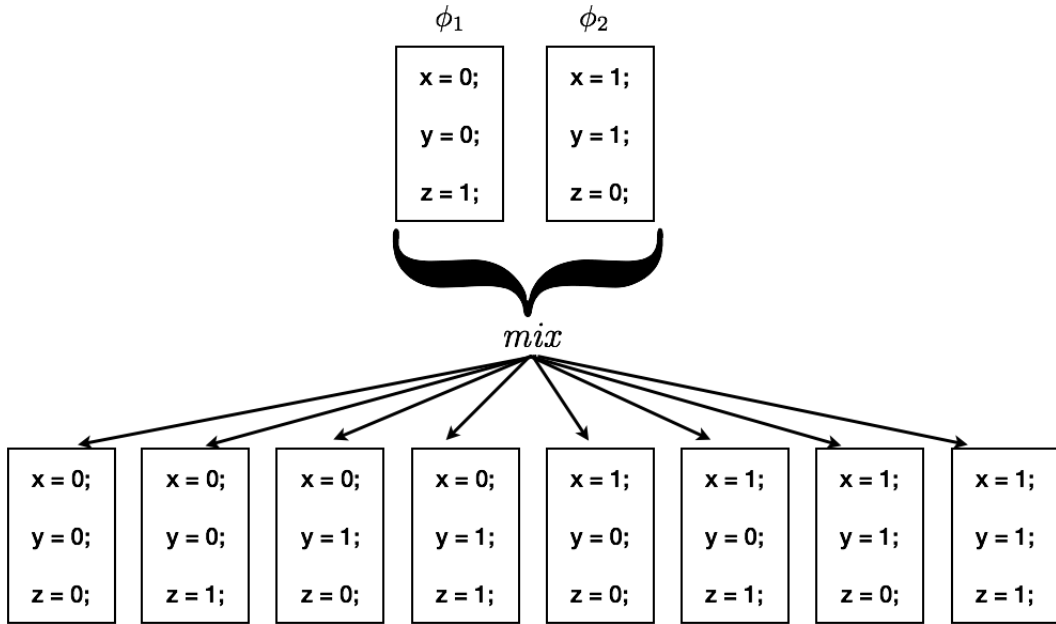 ϕ₁ ϕ₂
x = 0; x = 1;
y = 0; y = 1;
z = 1; z = 0;
mix
x = 0; x = 0; x = 0; x = 0; x = 1; x = 1; x = 1; x = 1;
y = 0; y = 0; y = 1; y = 1; y = 0; y = 0; y = 1; y = 1;
z = 0; z = 1; z = 0; z = 1; z = 0; z = 1; z = 0; z = 1;